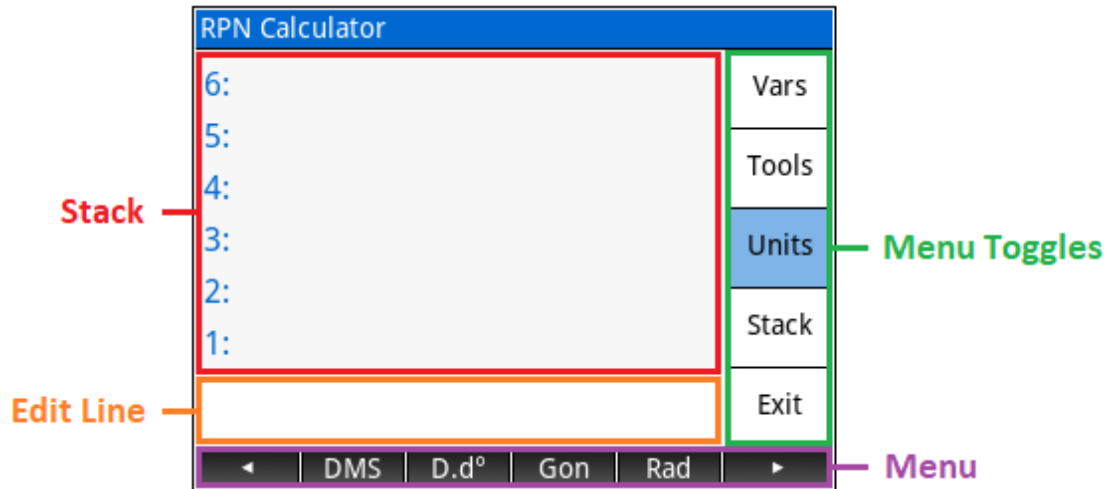 RPN Calculator
6:
Vars
5:
Tools
4:
Stack
3:
Units
Menu Toggles
2:
Stack
1:
Edit Line
Exit
◄ DMS D.d° Gon Rad ►
Menu